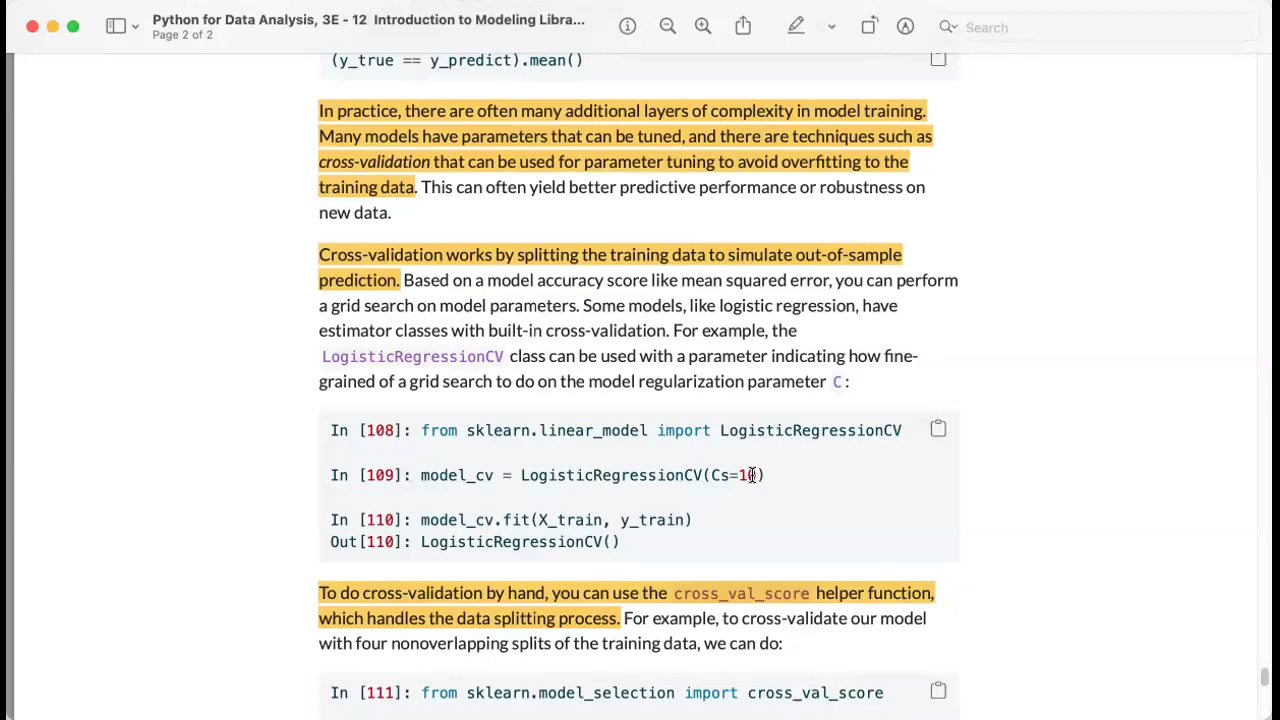 Python for Data Analysis, 3E - 12 Introduction to Modeling Libra...
Page 2 of 2
Search
(y_true == y_predict).mean()
In practice, there are often many additional layers of complexity in model training.
Many models have parameters that can be tuned, and there are techniques such as
cross-validation that can be used for parameter tuning to avoid overfitting to the
training data. This can often yield better predictive performance or robustness on
new data.
Cross-validation works by splitting the training data to simulate out-of-sample
prediction. Based on a model accuracy score like mean squared error, you can perform
a grid search on model parameters. Some models, like logistic regression, have
estimator classes with built-in cross-validation. For example, the
LogisticRegressionCV class can be used with a parameter indicating how fine-
grained of a grid search to do on the model regularization parameter C:
In [108]: from sklearn.linear_model import LogisticRegressionCV
In [109]: model_cv = LogisticRegressionCV(Cs=10)
In [110]: model_cv.fit(X_train, y_train)
Out[110]: LogisticRegressionCV()
To do cross-validation by hand, you can use the cross_val_score helper function,
which handles the data splitting process. For example, to cross-validate our model
with four nonoverlapping splits of the training data, we can do:
In [111]: from sklearn.model_selection import cross_val_score